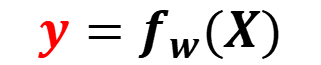 y = f_w(X)